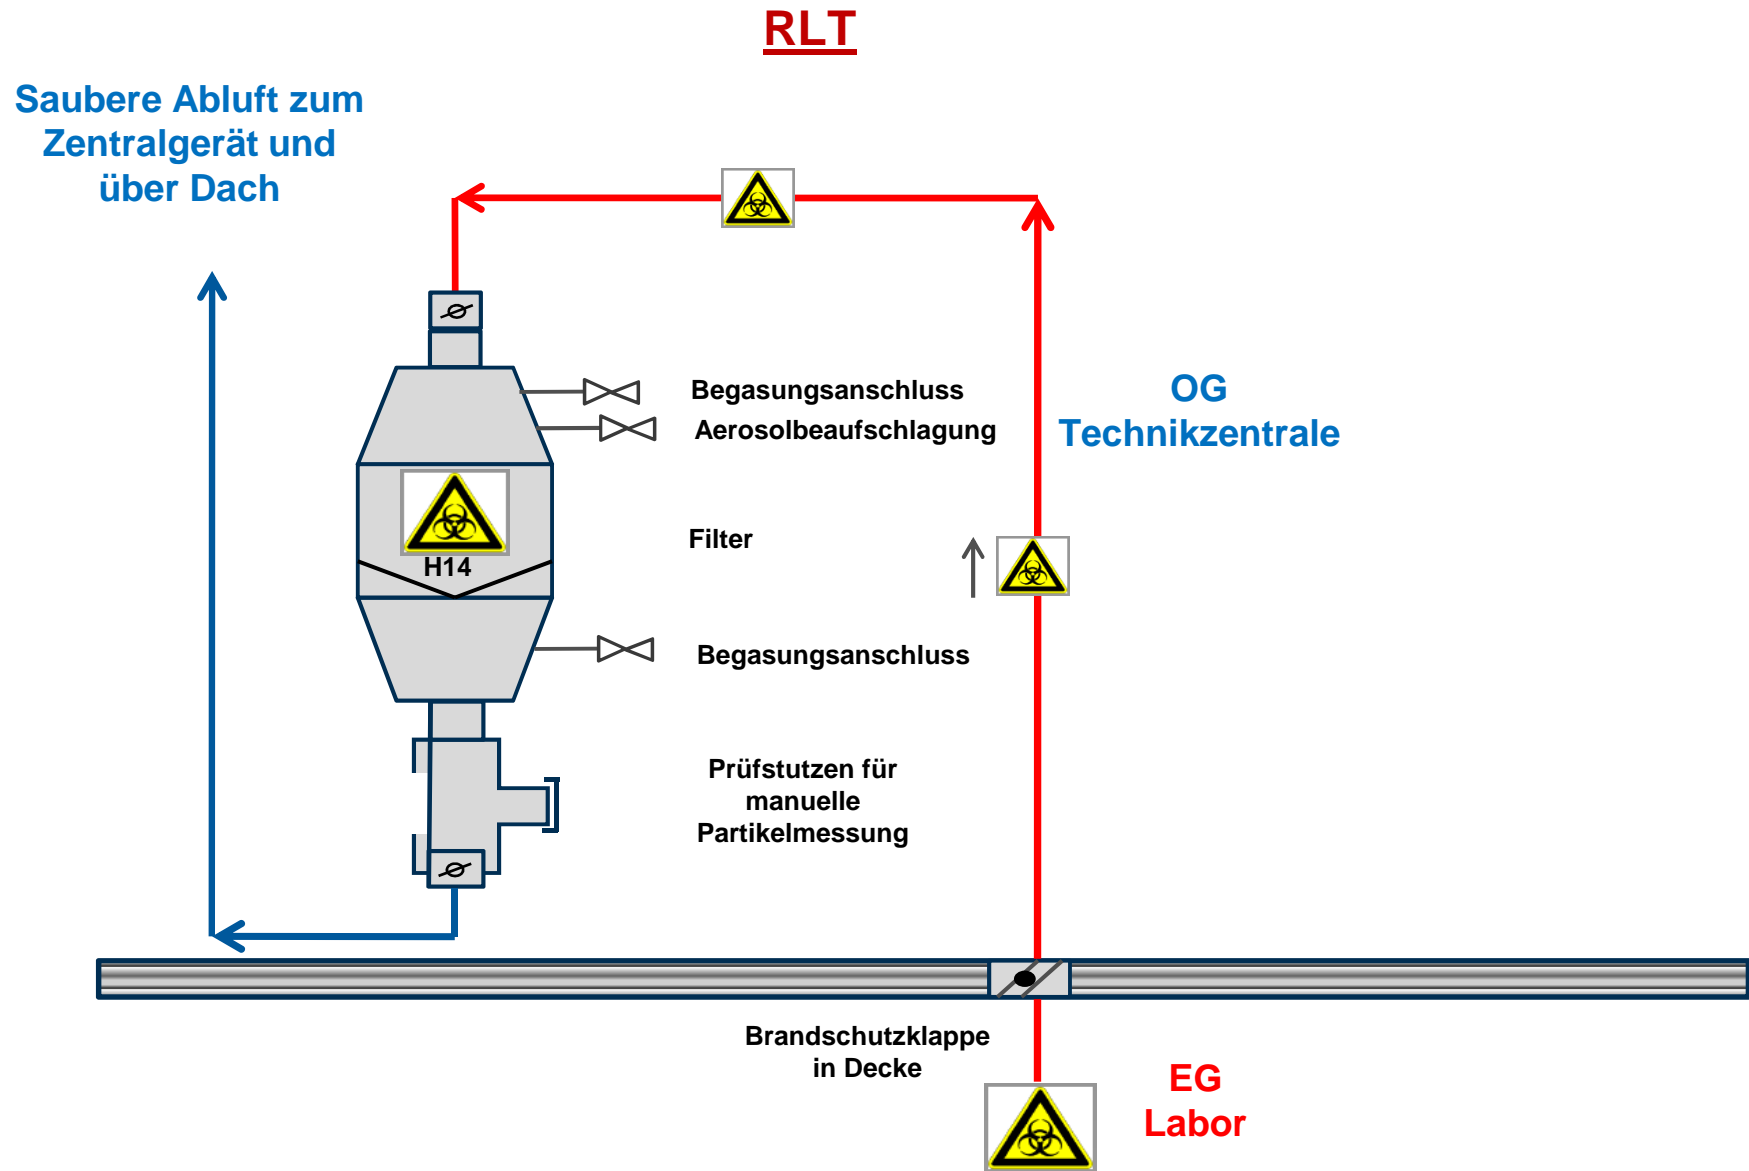 RLT
Saubere Abluft zum
Zentralgerät und
über Dach
Begasungsanschluss
Aerosolbeaufschlagung
OG
Technikzentrale
Filter
H14
Begasungsanschluss
Prüfstutzen für
manuelle
Partikelmessung
Brandschutzklappe
in Decke
EG
Labor